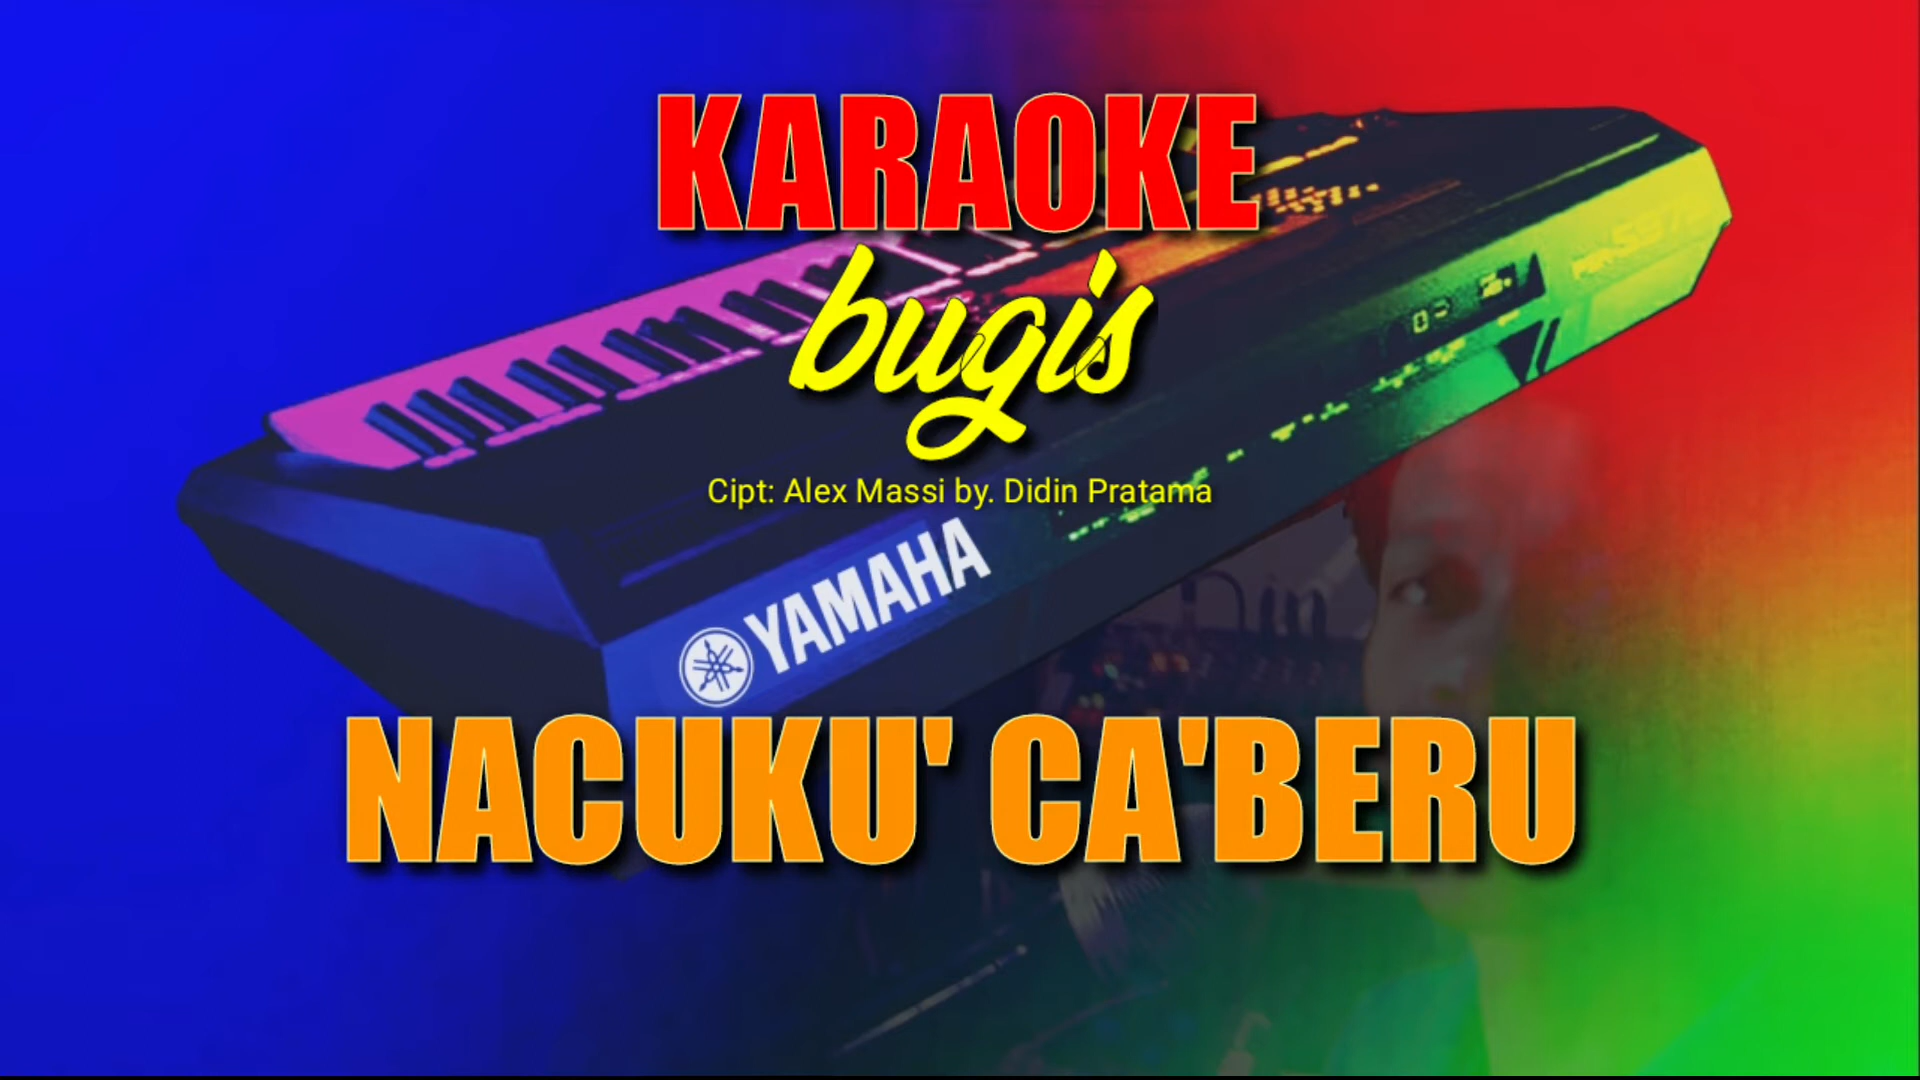 KARAOKE
bugis
Cipt: Alex Massi by. Didin Pratama
YAMAHA
NACUKU' CA'BERU